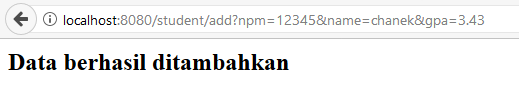 localhost:8080/student/add?npm=12345&name=chanek&gpa=3.43
Data berhasil ditambahkan